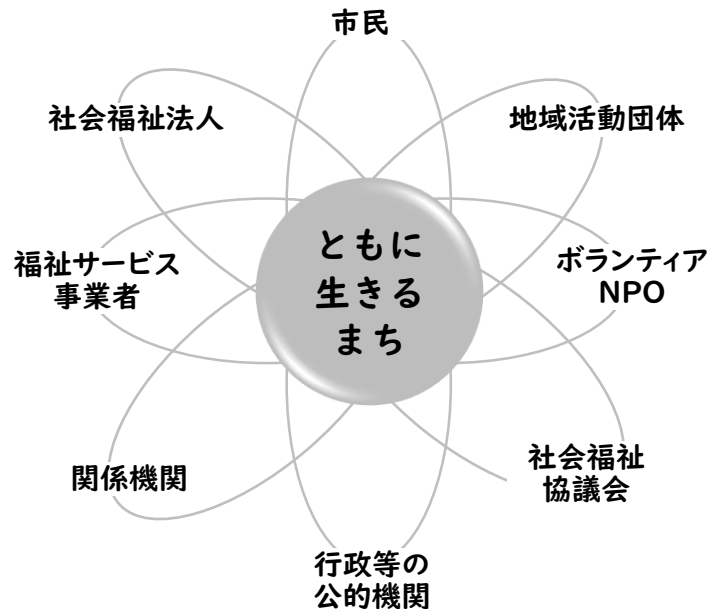 市民
社会福祉法人
地域活動団体
ともに
生きる
まち
福祉サービス
事業者
ボランティア
NPO
関係機関
社会福祉
協議会
行政等の
公的機関